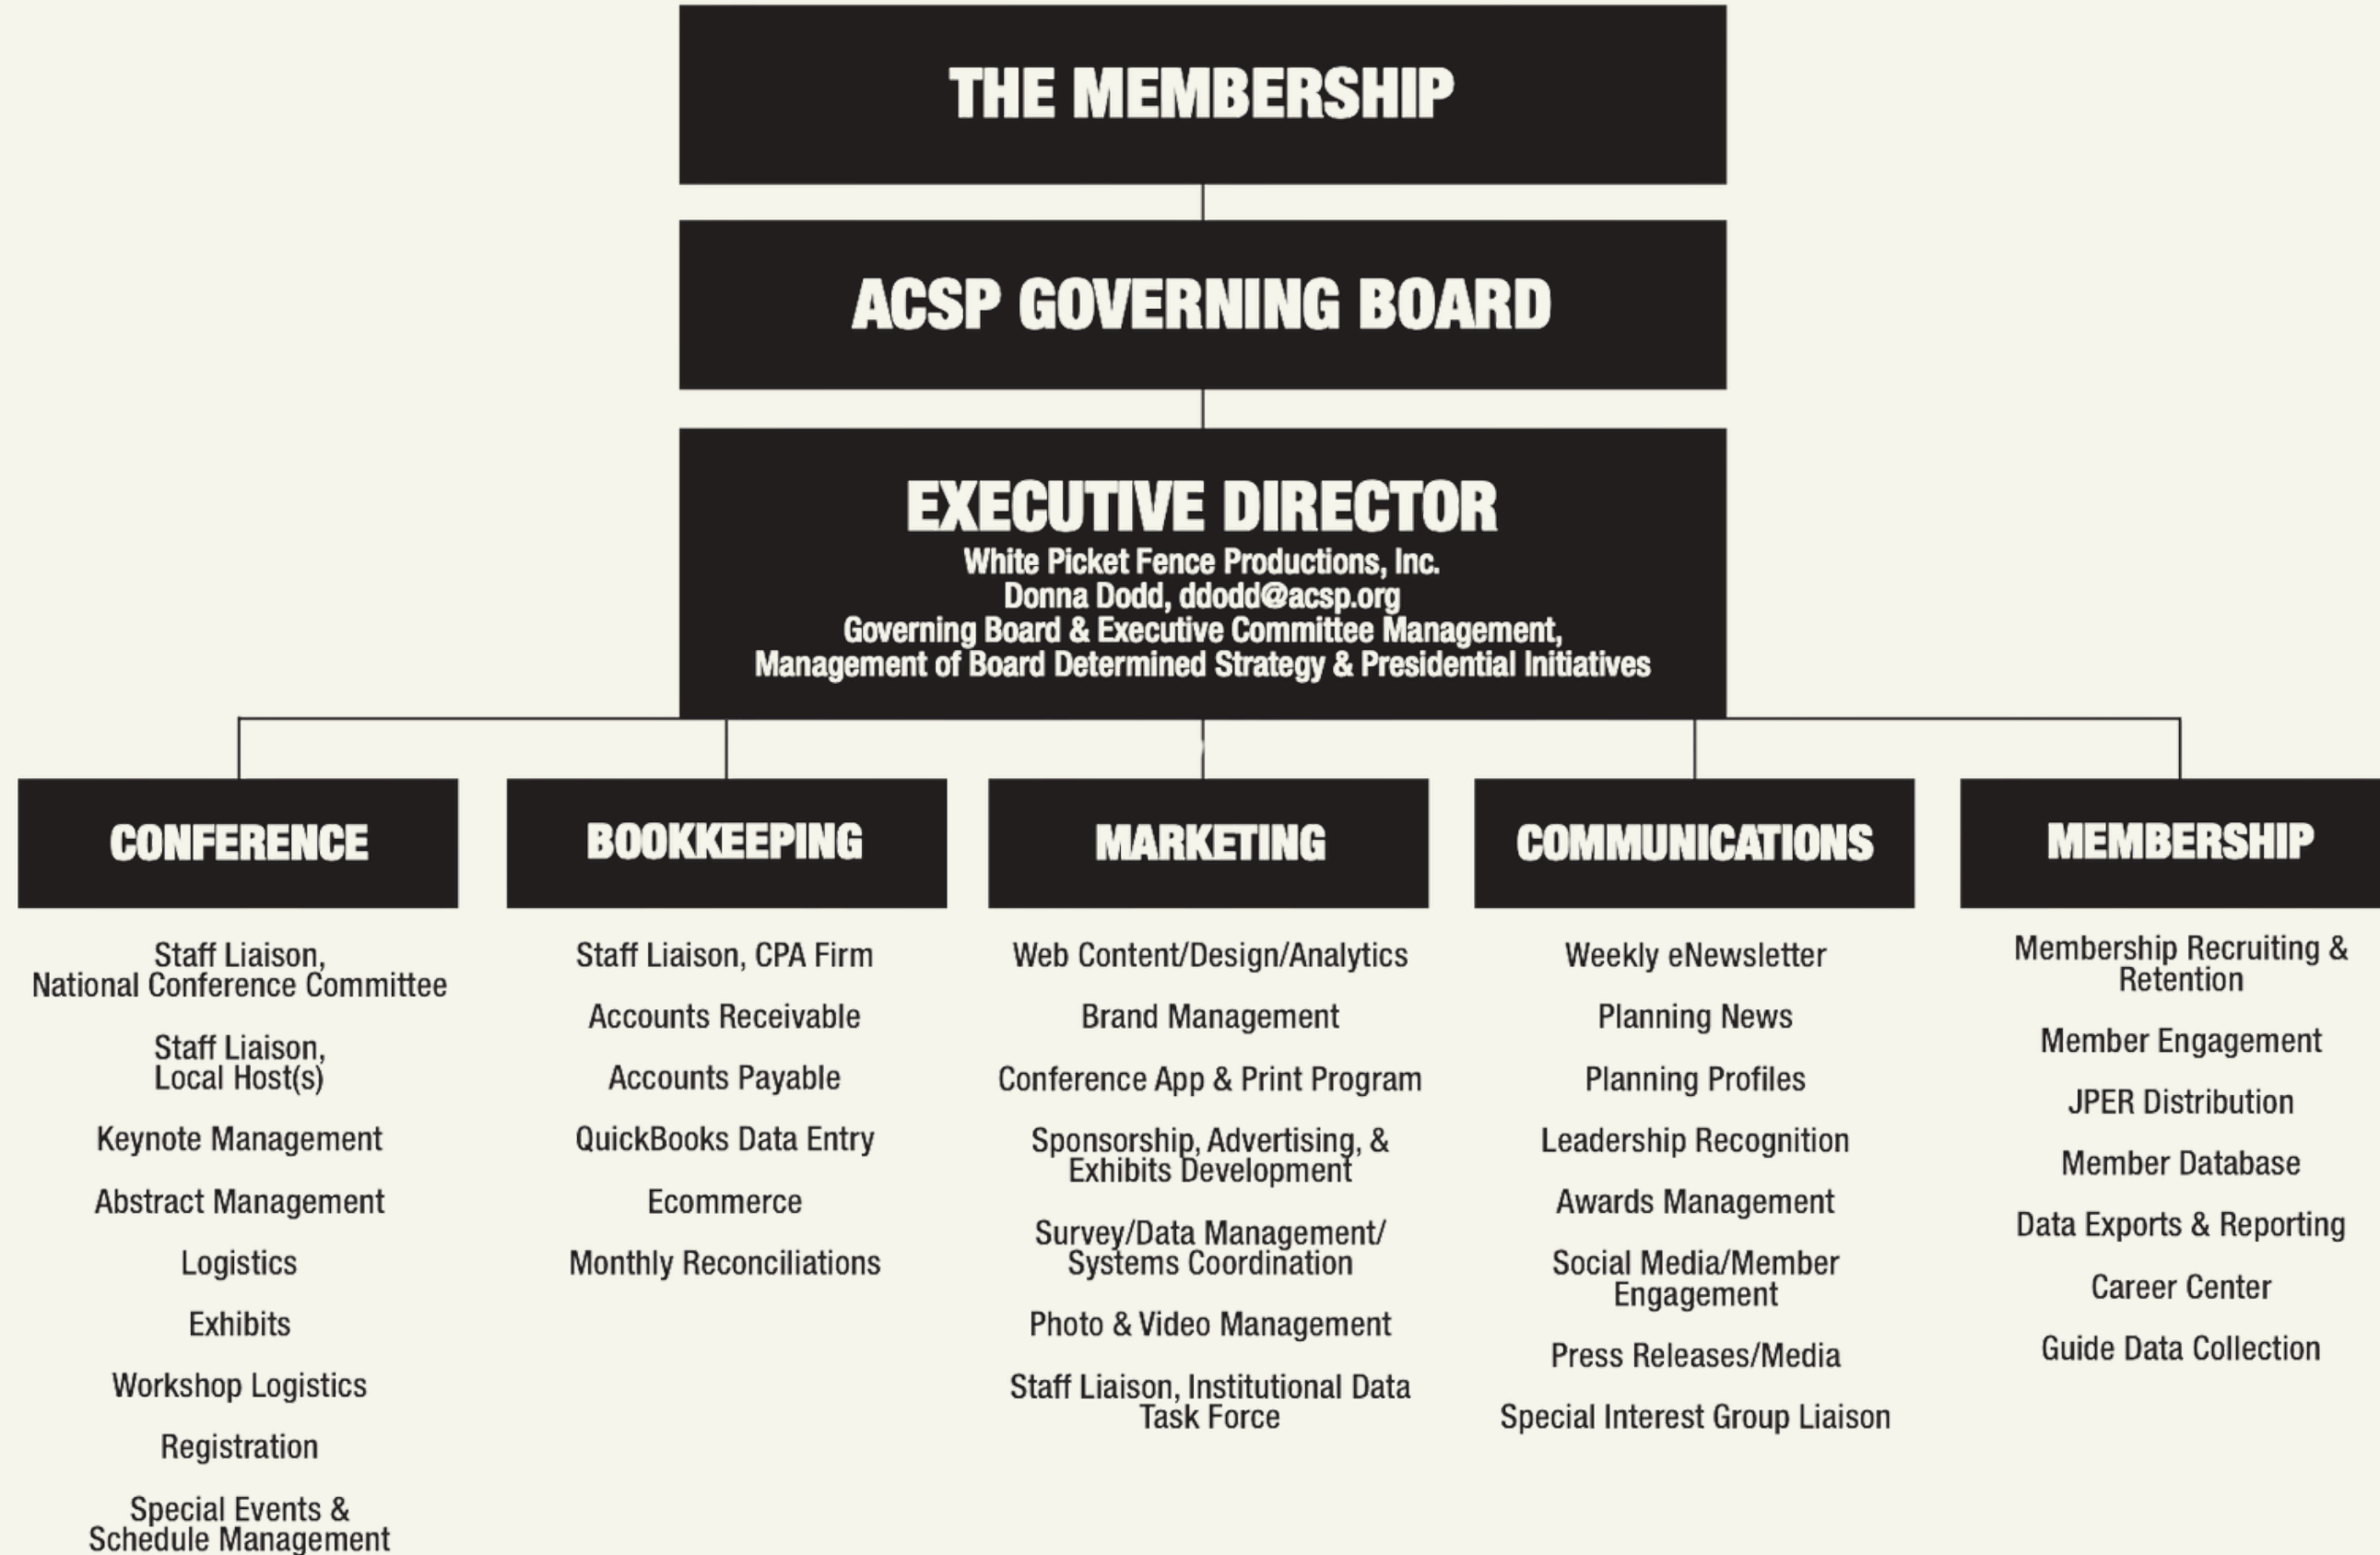 THE MEMBERSHIP
ACSP GOVERNING BOARD
EXECUTIVE DIRECTOR
White Picket Fence Productions, Inc.
Donna Dodd, ddodd@acsp.org
Governing Board & Executive Committee Management,
Management of Board Determined Strategy & Presidential Initiatives
CONFERENCE
Staff Liaison,
National Conference Committee
Staff Liaison,
Local Host(s)
Keynote Management
Abstract Management
Logistics
Exhibits
Workshop Logistics
Registration
Special Events &
Schedule Management
BOOKKEEPING
Staff Liaison, CPA Firm
Accounts Receivable
Accounts Payable
QuickBooks Data Entry
Ecommerce
Monthly Reconciliations
MARKETING
Web Content/Design/Analytics
Brand Management
Conference App & Print Program
Sponsorship, Advertising, &
Exhibits Development
Survey/Data Management/
Systems Coordination
Photo & Video Management
Staff Liaison, Institutional Data
Task Force
COMMUNICATIONS
Weekly eNewsletter
Planning News
Planning Profiles
Leadership Recognition
Awards Management
Social Media/Member
Engagement
Press Releases/Media
Special Interest Group Liaison
MEMBERSHIP
Membership Recruiting &
Retention
Member Engagement
JPER Distribution
Member Database
Data Exports & Reporting
Career Center
Guide Data Collection